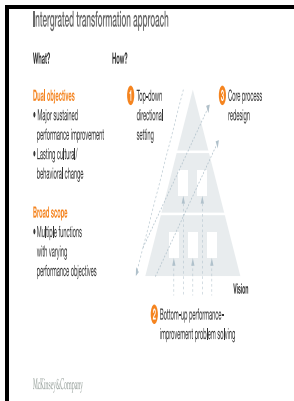 Intergrated transformation approach
What?
How?
Dual objectives
• Major sustained
performance improvement
• Lasting cultural/
behavioral change
Broad scope
• Multiple functions
with varying
performance objectives
1 Top-down
directional
setting
3 Core process
redesign
Vision
2 Bottom-up performance-
improvement problem solving
McKinsey&Company